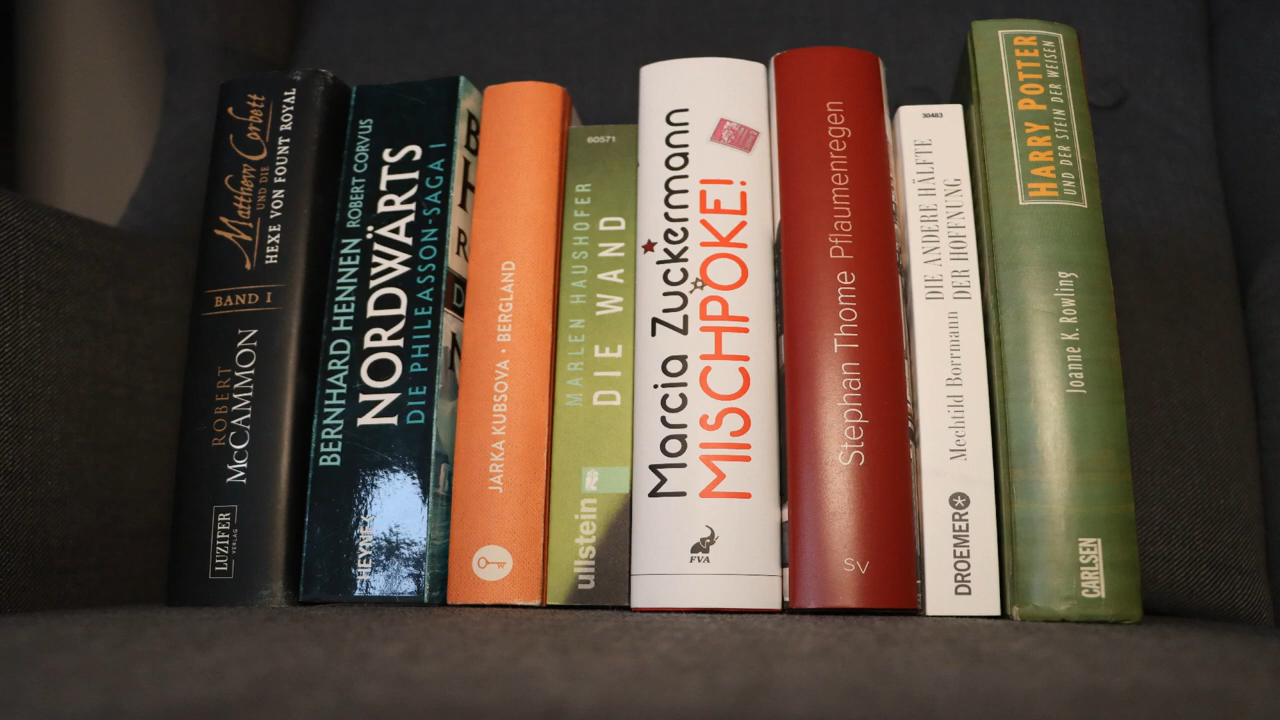 Matthew Corbett
UND DIE
HEXE VON FOUNT ROYAL
BAND I
ROBERT
McCAMMON
LUZIFER
VERLAG
BERNHARD HENNEN ROBERT CORVUS
NORDWÄRTS
DIE PHILEASSON-SAGA I
HEYNE
JARKA KUBSOVA • BERGLAND
60571
MARLEN HAUSHOFER
DIE WAND
ullstein
Marcia Zuckermann
MISCHPOKE!
FVA
Stephan Thome Pflaumenregen
SV
30483
Mechtild Borrmann
DIE ANDERE HÄLFTE
DER HOFFNUNG
DROEMER
HARRY POTTER
UND DER STEIN DER WEISEN
Joanne K. Rowling
CARLSEN